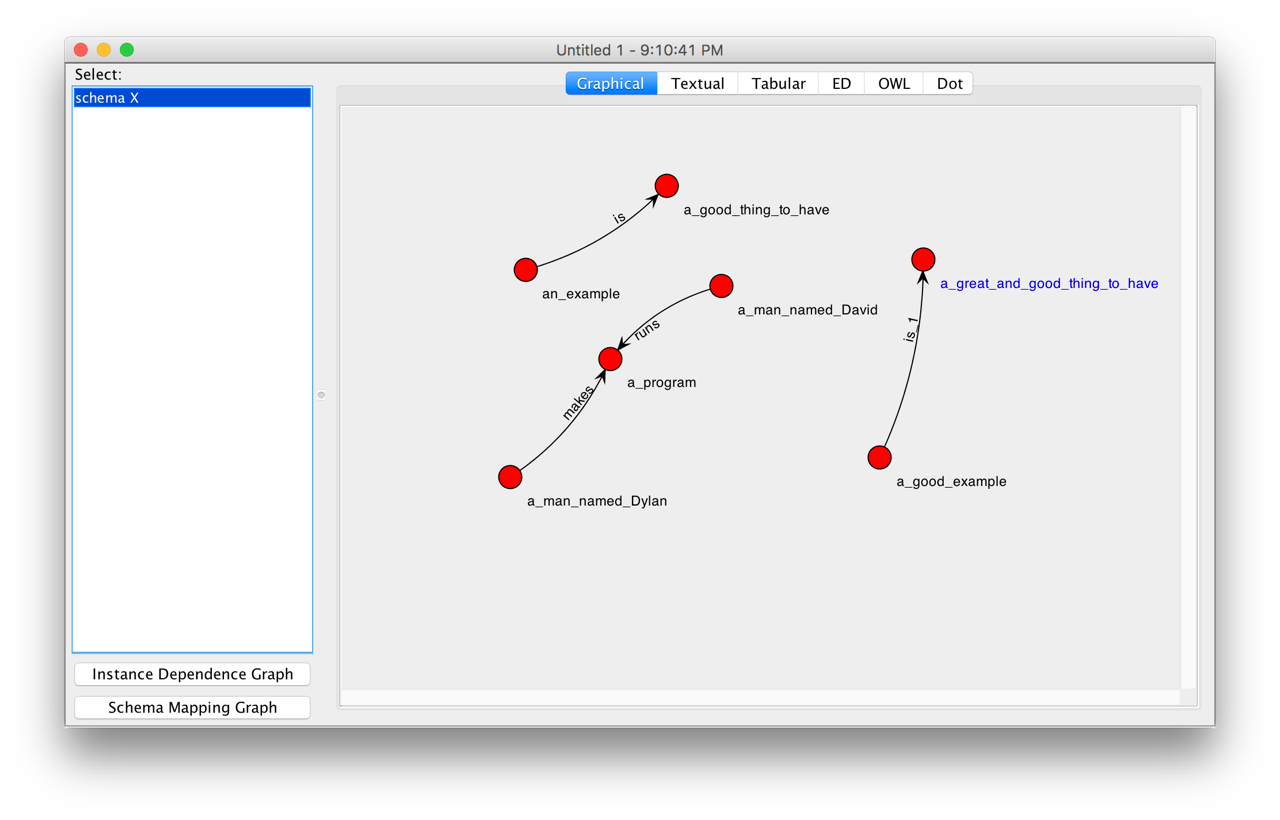 Untitled 1 - 9:10:41 PM
Select:
schema X
Graphical
Textual
Tabular
ED
OWL
Dot
is
a_good_thing_to_have
an_example
a_man_named_David
runs
a_program
makes
a_man_named_Dylan
a_great_and_good_thing_to_have
is_1
a_good_example
Instance Dependence Graph
Schema Mapping Graph